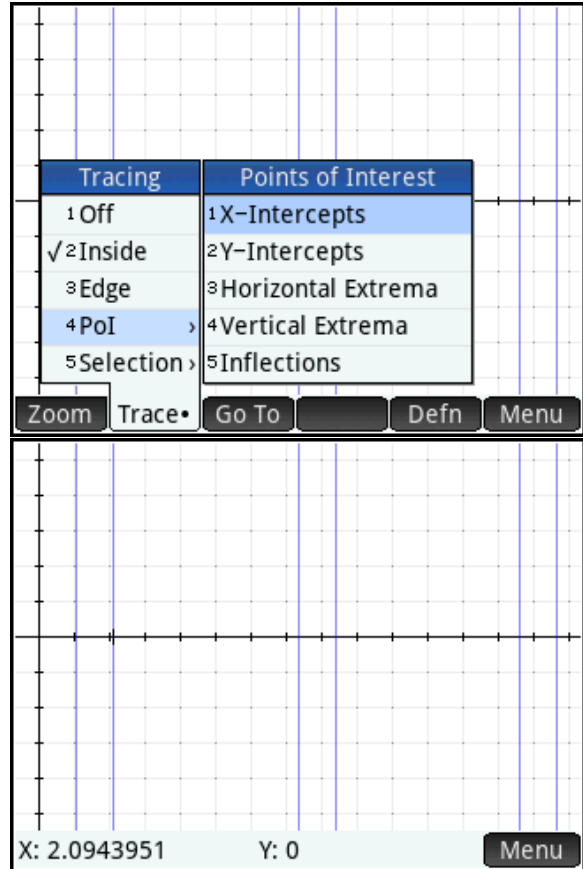 Tracing Points of Interest
1 Off 1 X-Intercepts
√ 2 Inside 2 Y-Intercepts
3 Edge 3 Horizontal Extrema
4 PoI › 4 Vertical Extrema
5 Selection › 5 Inflections
Zoom Trace• Go To Defn Menu
X: 2.0943951 Y: 0 Menu